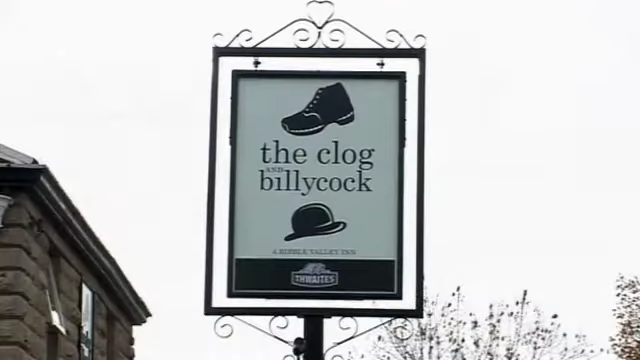 the clog
AND
billycock
A RIBBLE VALLEY INN
THWAITES